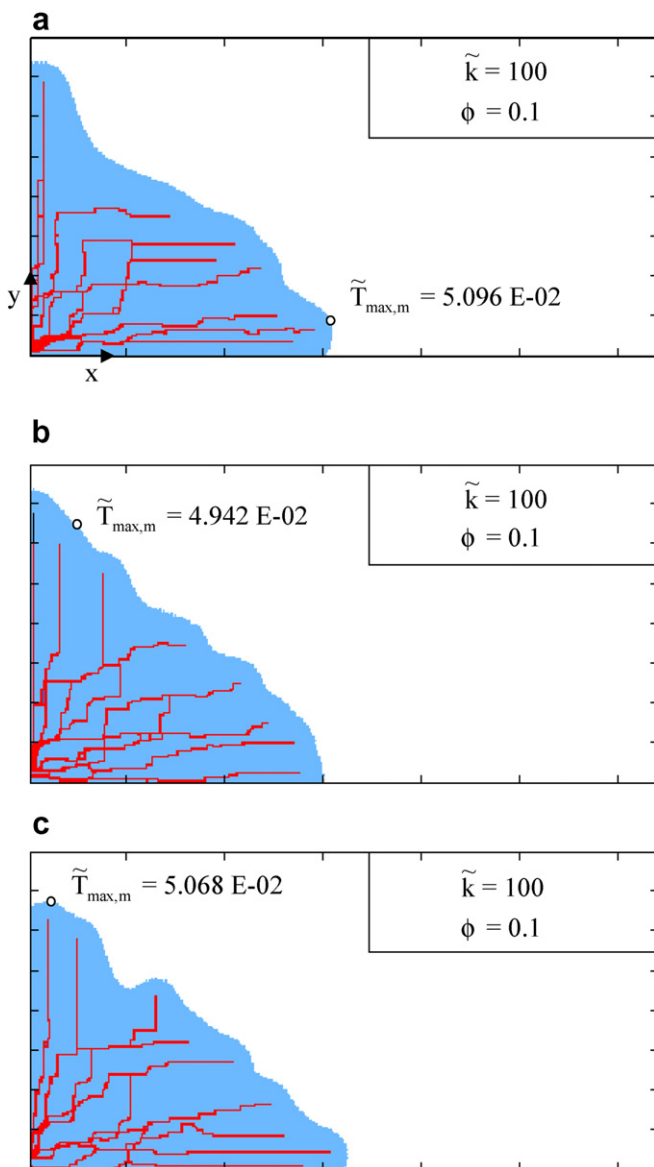 a
k̃ = 100
ϕ = 0.1
y
T̃max,m = 5.096 E-02
x
b
T̃max,m = 4.942 E-02
k̃ = 100
ϕ = 0.1
c
T̃max,m = 5.068 E-02
k̃ = 100
ϕ = 0.1